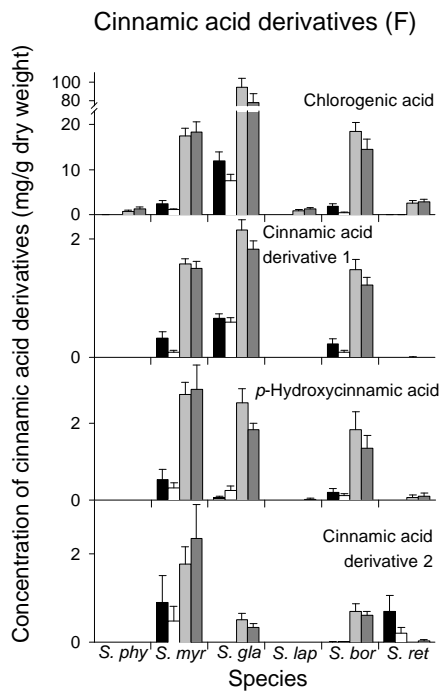 Cinnamic acid derivatives (F)
Concentration of cinnamic acid derivatives (mg/g dry weight)
100
80
Chlorogenic acid
20
10
0
Cinnamic acid
derivative 1
2
0
p-Hydroxycinnamic acid
2
0
Cinnamic acid
derivative 2
2
0
S. phy S. myr S. gla S. lap S. bor S. ret
Species